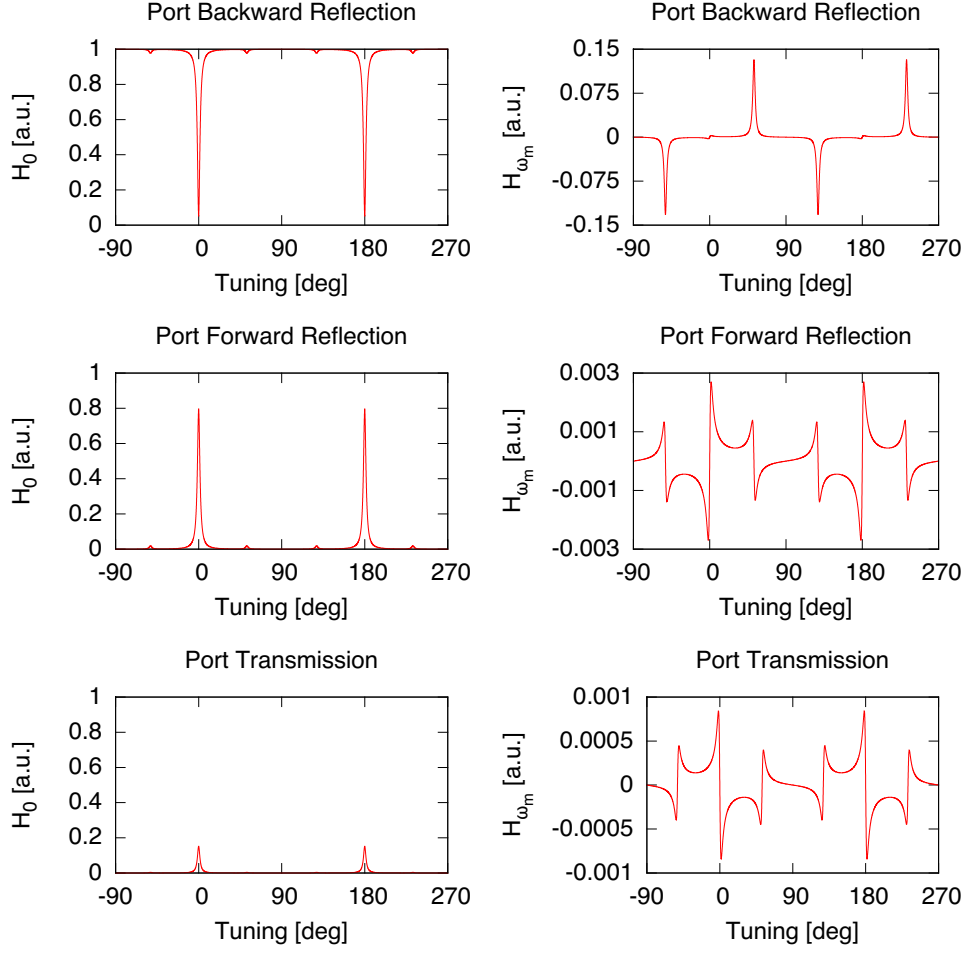 Port Backward Reflection
H_0 [a.u.]
1
0.8
0.6
0.4
0.2
0
-90 0 90 180 270
Tuning [deg]
Port Backward Reflection
H_ω_m [a.u.]
0.15
0.075
0
-0.075
-0.15
-90 0 90 180 270
Tuning [deg]
Port Forward Reflection
H_0 [a.u.]
1
0.8
0.6
0.4
0.2
0
-90 0 90 180 270
Tuning [deg]
Port Forward Reflection
H_ω_m [a.u.]
0.003
0.001
-0.001
-0.003
-90 0 90 180 270
Tuning [deg]
Port Transmission
H_0 [a.u.]
1
0.8
0.6
0.4
0.2
0
-90 0 90 180 270
Tuning [deg]
Port Transmission
H_ω_m [a.u.]
0.001
0.0005
0
-0.0005
-0.001
-90 0 90 180 270
Tuning [deg]